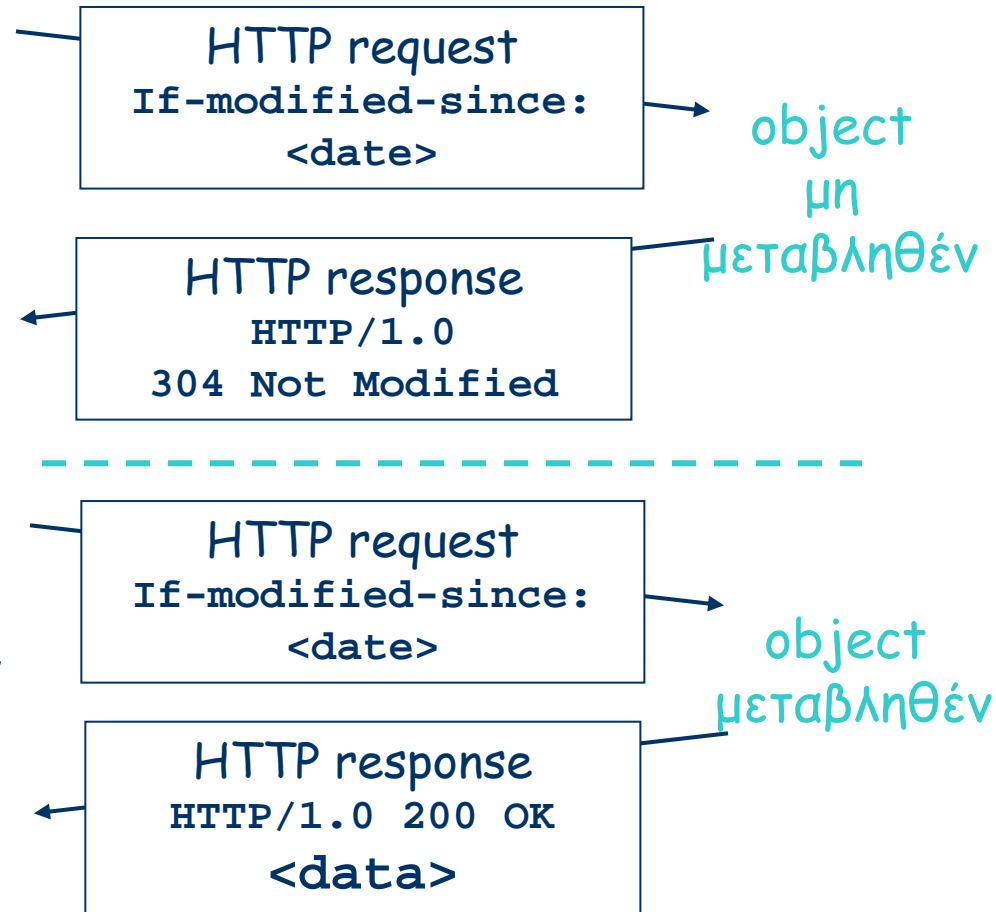 HTTP request
If-modified-since:
<date>
object
μη
μεταβληθέν
HTTP response
HTTP/1.0
304 Not Modified
HTTP request
If-modified-since:
<date>
object
μεταβληθέν
HTTP response
HTTP/1.0 200 OK
<data>